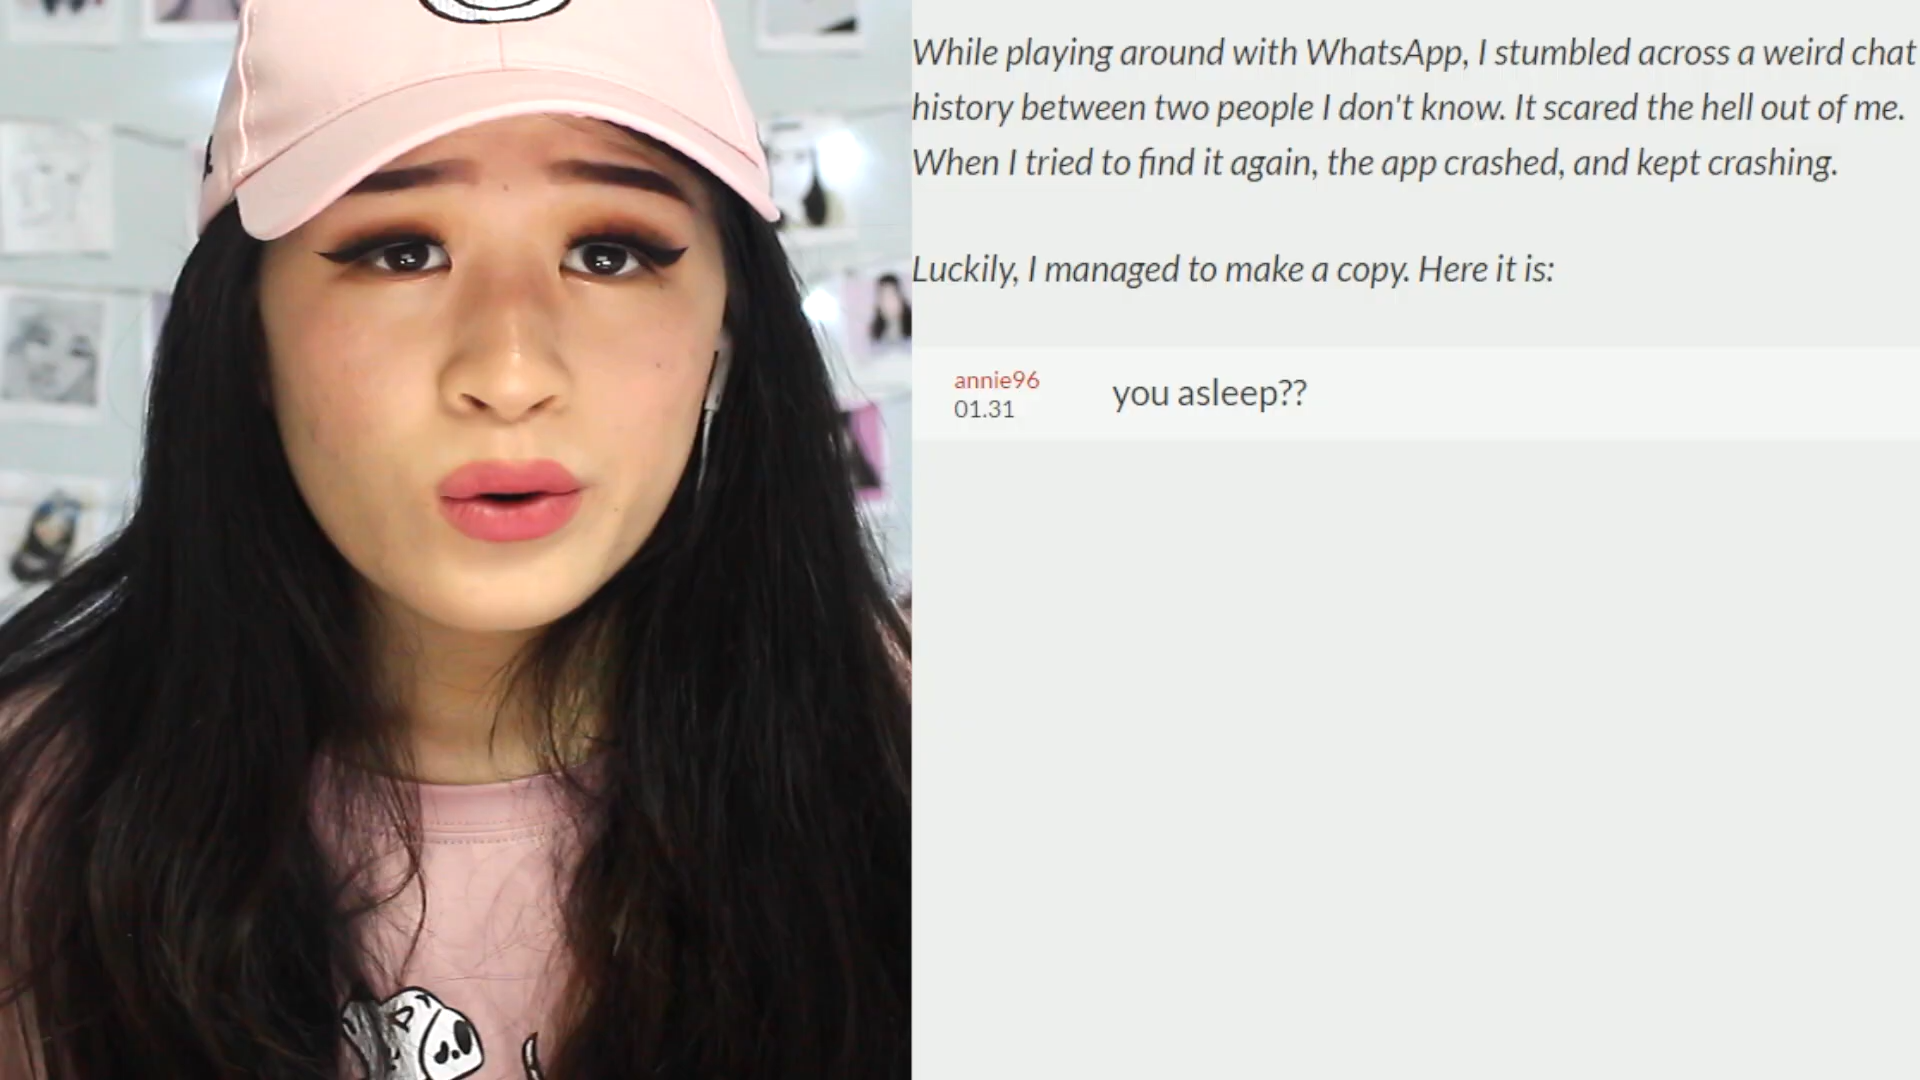 While playing around with WhatsApp, I stumbled across a weird chat
history between two people I don't know. It scared the hell out of me.
When I tried to find it again, the app crashed, and kept crashing.
Luckily, I managed to make a copy. Here it is:
annie96
01.31
you asleep??